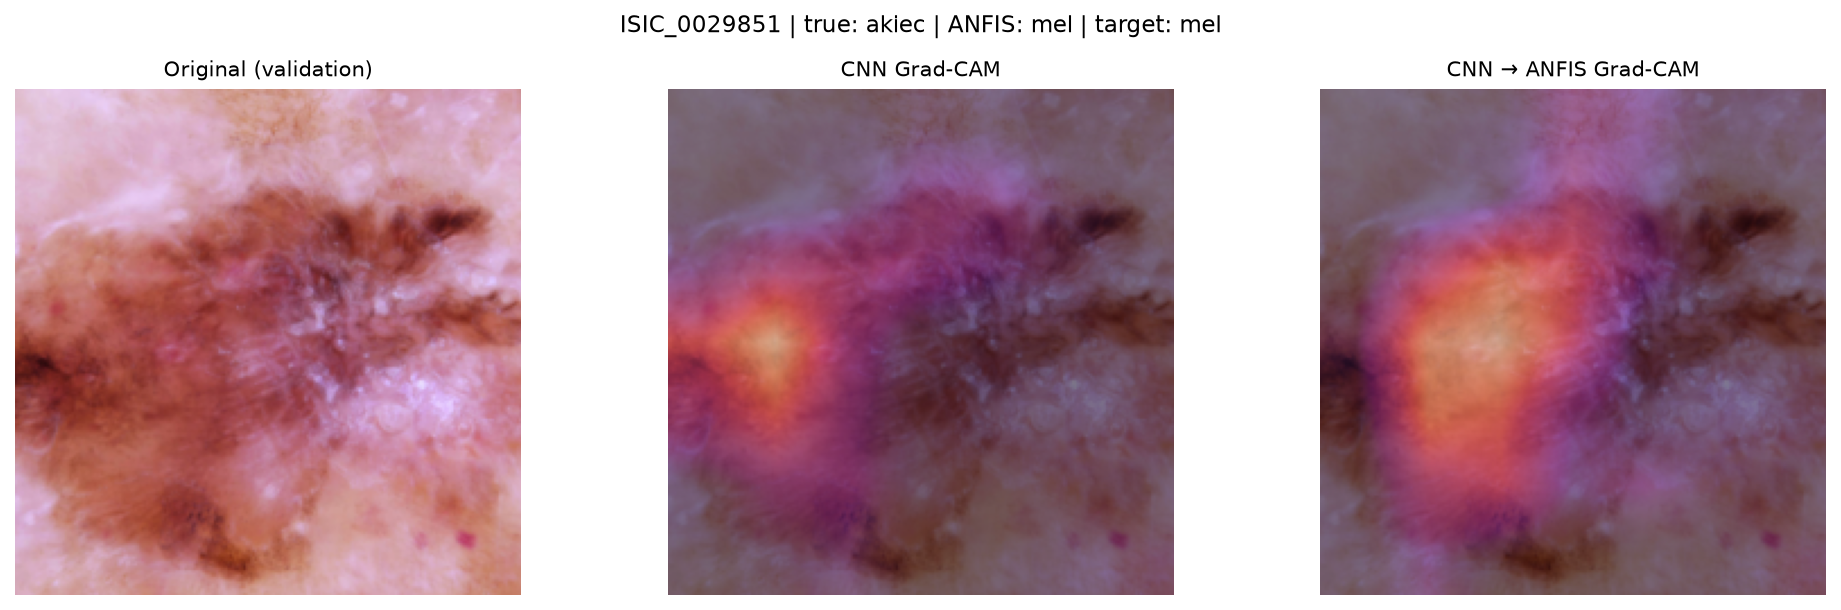 ISIC_0029851 | true: akiec | ANFIS: mel | target: mel
Original (validation)
CNN Grad-CAM
CNN → ANFIS Grad-CAM